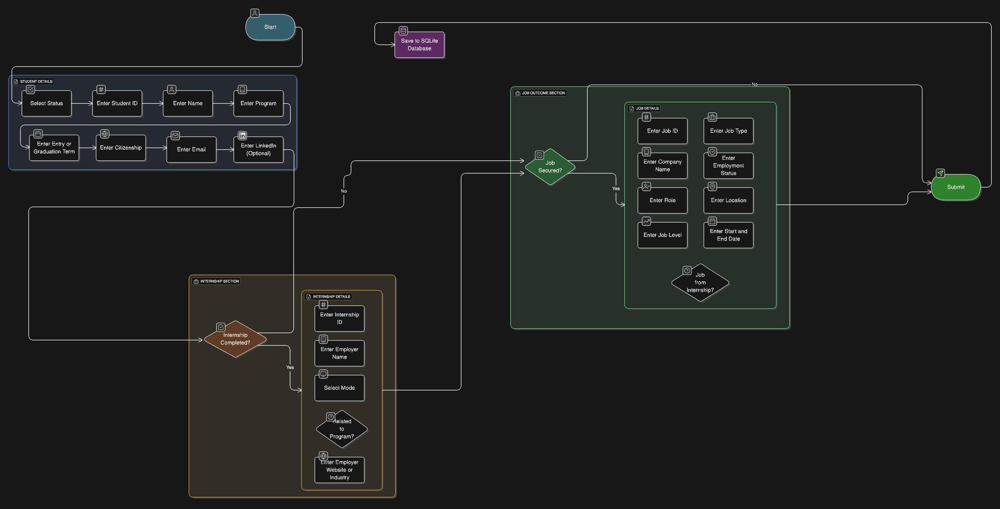 Start
Save to SQLite
Database
STUDENT DETAILS
Select Status
Enter Student ID
Enter Name
Enter Program
Enter Entry or
Graduation Term
Enter Citizenship
Enter Email
Enter LinkedIn
(Optional)
No
INTERNSHIP SECTION
Internship
Completed?
Yes
INTERNSHIP DETAILS
Enter Internship
ID
Enter Employer
Name
Select Mode
Related
to
Program?
Enter Employer
Website or
Industry
JOB OUTCOME SECTION
Job
Secured?
No
Yes
JOB DETAILS
Enter Job ID
Enter Job Type
Enter Company
Name
Enter
Employment
Status
Enter Role
Enter Location
Enter Job Level
Enter Start and
End Date
Job
from
Internship?
Submit